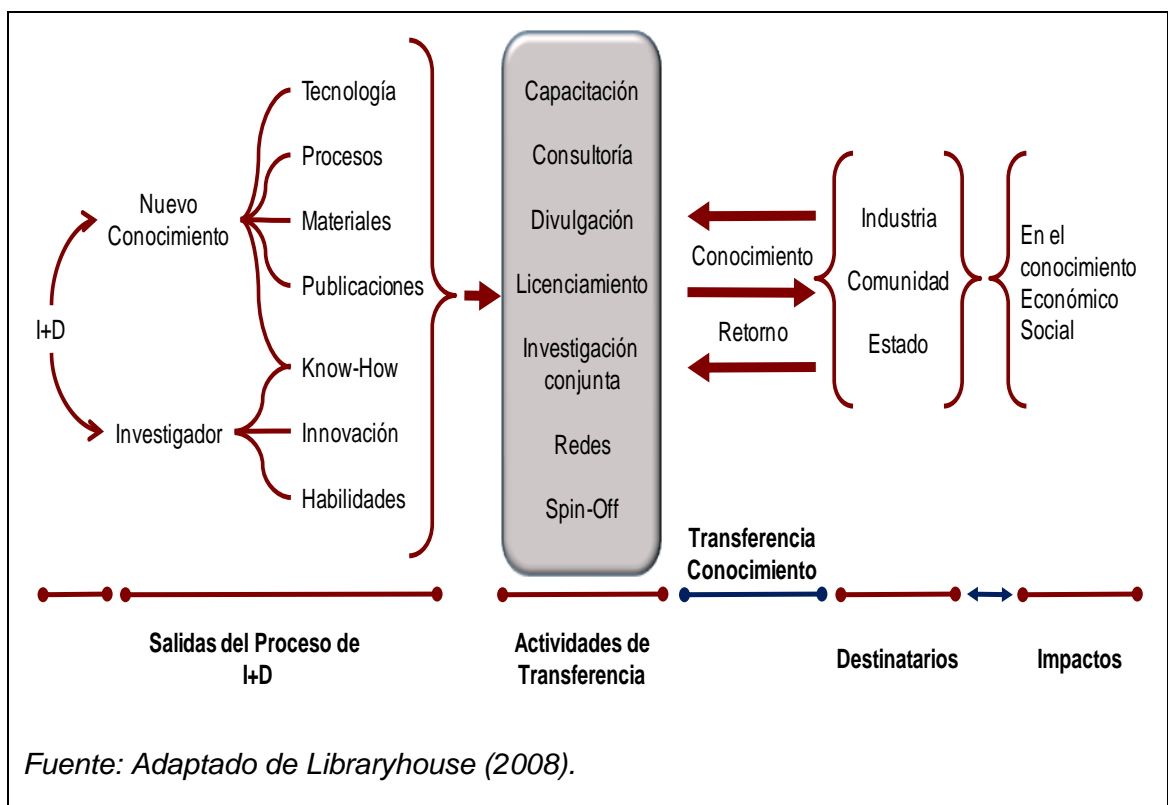 I+D
Nuevo
Conocimiento
Investigador
Tecnología
Procesos
Materiales
Publicaciones
Know-How
Innovación
Habilidades
Capacitación
Consultoría
Divulgación
Licenciamiento
Investigación
conjunta
Redes
Spin-Off
Conocimiento
Retorno
Industria
Comunidad
Estado
En el
conocimiento
Económico
Social
Transferencia
Conocimiento
Salidas del Proceso de
I+D
Actividades de
Transferencia
Destinatarios
Impactos
Fuente: Adaptado de Libraryhouse (2008).